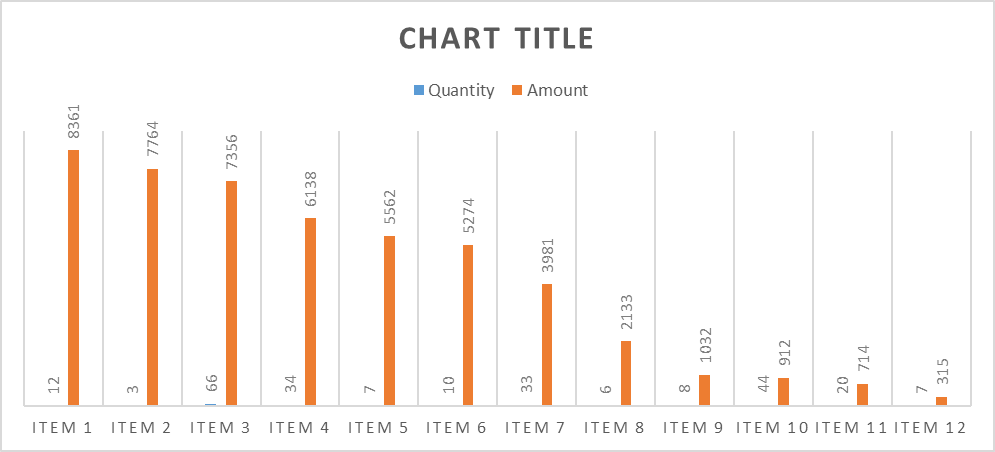 CHART TITLE
Quantity Amount
12 8361 3 7764 66 7356 34 6138 7 5562 10 5274 33 3981 6 2133 8 1032 44 912 20 714 7 315
ITEM 1 ITEM 2 ITEM 3 ITEM 4 ITEM 5 ITEM 6 ITEM 7 ITEM 8 ITEM 9 ITEM 10 ITEM 11 ITEM 12